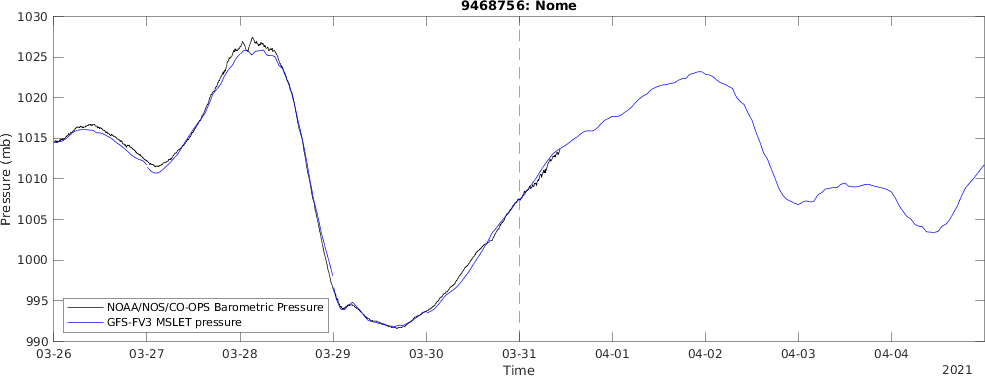 9468756: Nome
1030
1025
1020
1015
1010
1005
1000
995
990
Pressure (mb)
NOAA/NOS/CO-OPS Barometric Pressure
GFS-FV3 MSLET pressure
03-26 03-27 03-28 03-29 03-30 03-31 04-01 04-02 04-03 04-04
Time
2021